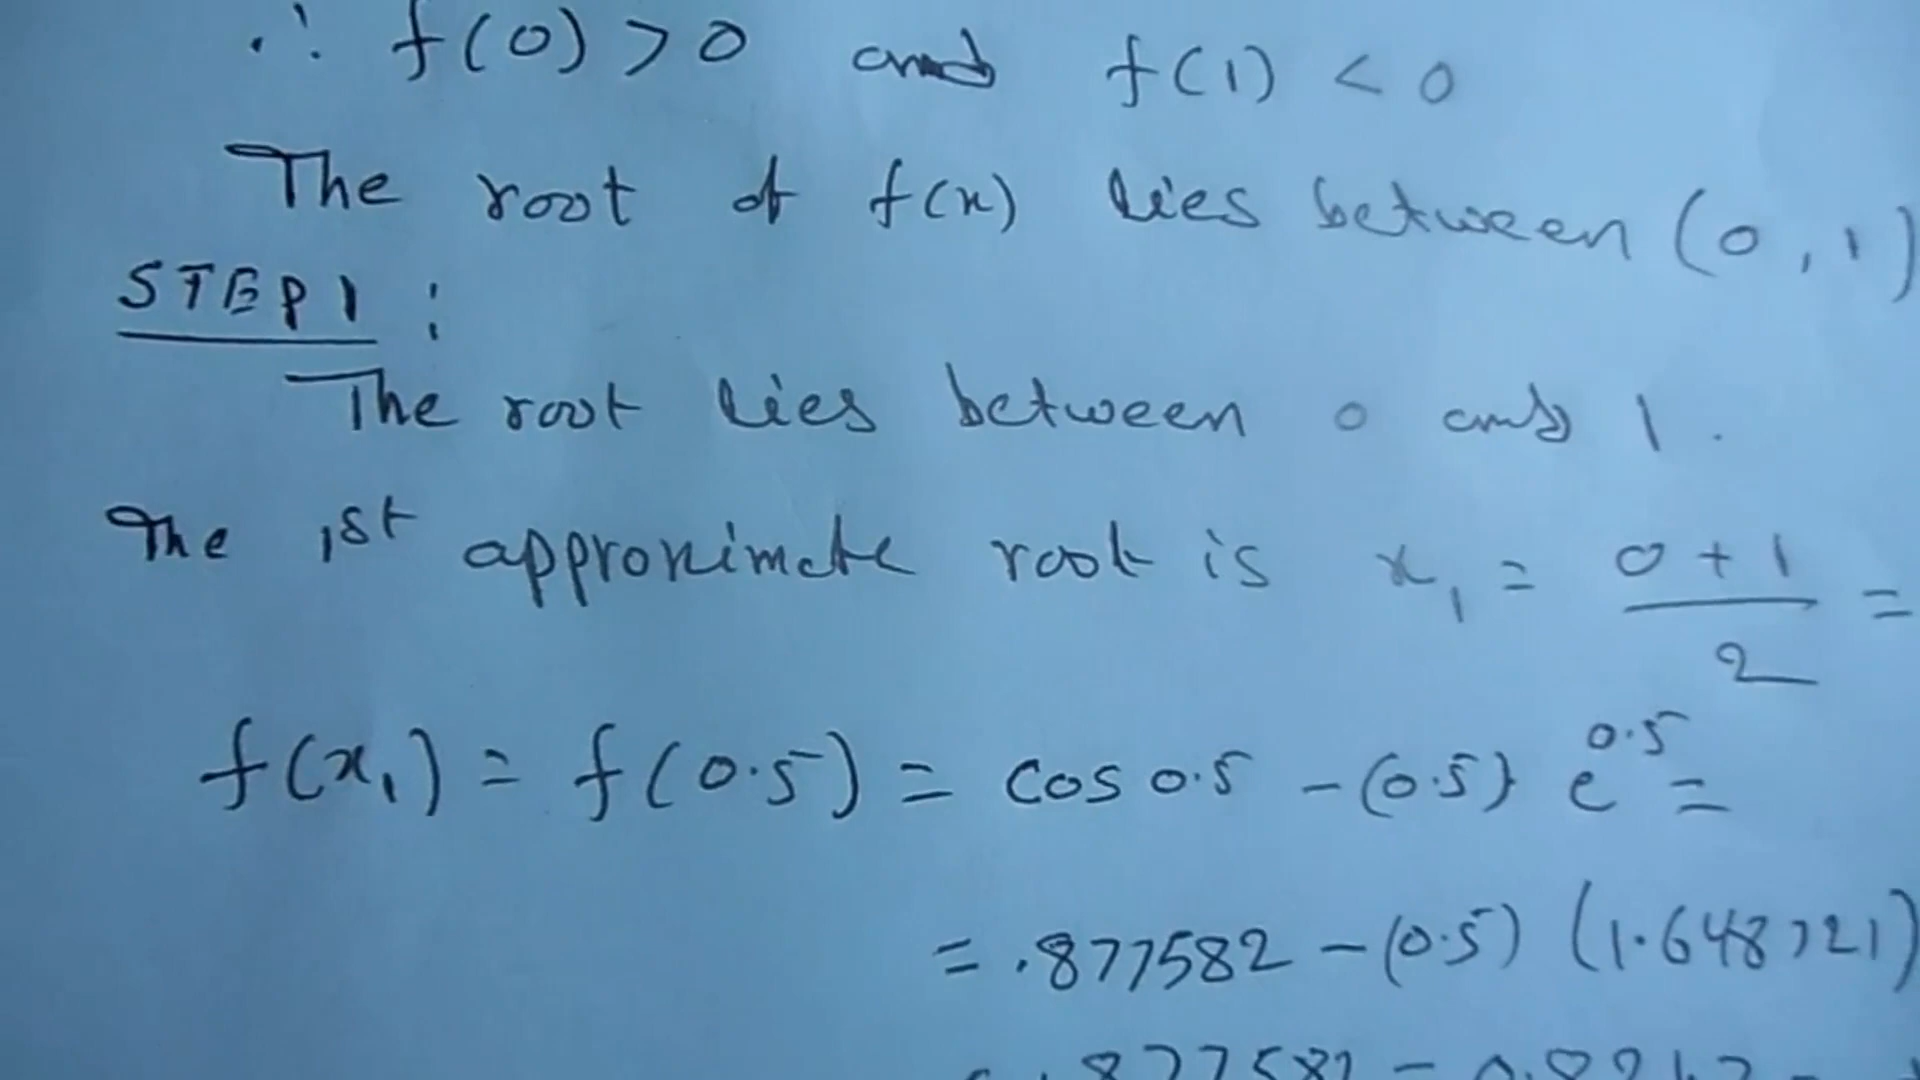 ∴ f(0) > 0 and f(1) < 0
The root of f(x) lies between (0, 1)
STEP 1 :
The root lies between 0 and 1.
The 1st approximate root is x₁ = (0 + 1)/2 =
f(x₁) = f(0.5) = cos 0.5 - (0.5) e^0.5 =
= .877582 - (0.5) (1.648721)
.877582 -